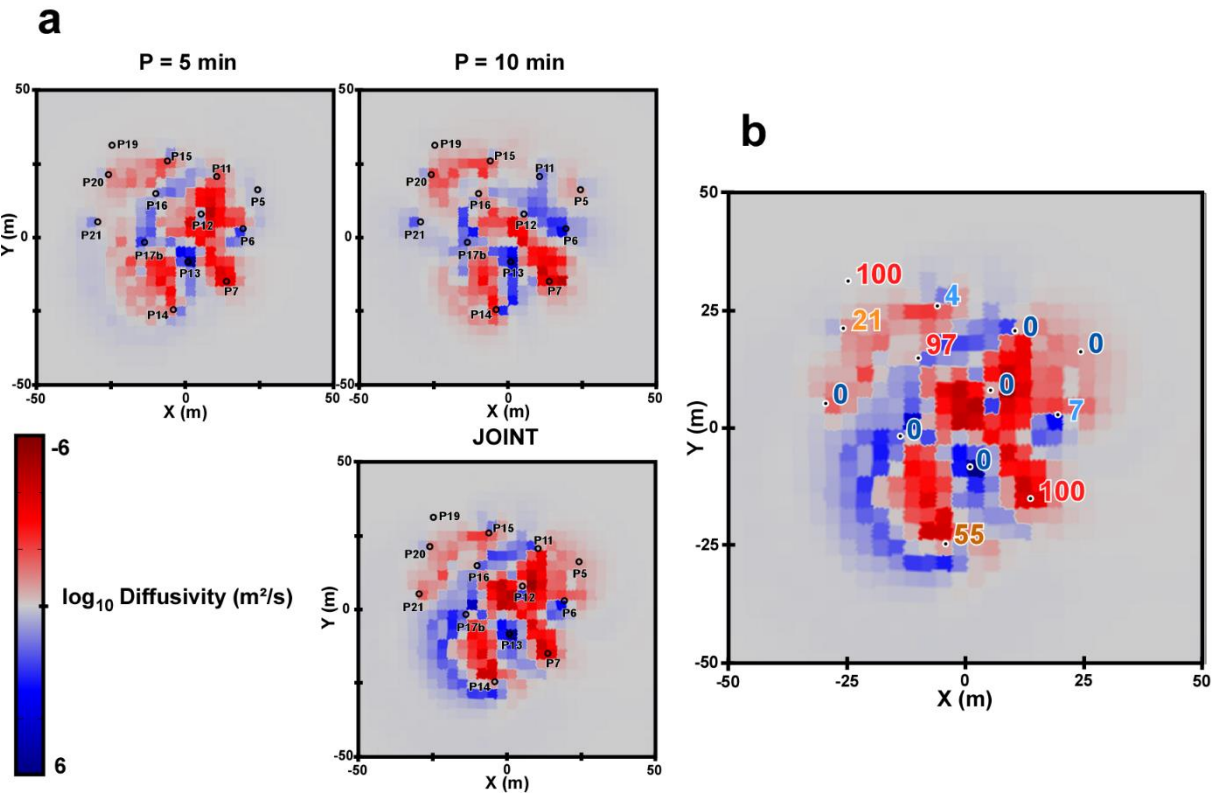 a
P = 5 min
P = 10 min
50
P19
P15
P20
P11
P16
P5
P12
P21
P6
P17b
P13
P7
P14
0
-50
Y (m)
-50
0
50
X (m)
P19
P15
P20
P11
P16
P5
P12
P21
P6
P17b
P13
P7
P14
-50
0
50
X (m)
-6
log10 Diffusivity (m²/s)
6
JOINT
50
P19
P15
P20
P11
P16
P5
P21
P12
P6
P17b
P13
P7
P14
0
-50
Y (m)
-50
0
50
X (m)
b
50
25
0
-25
-50
Y (m)
100
4
21
0
97
0
0
0
7
0
0
100
55
-50
-25
0
25
50
X (m)